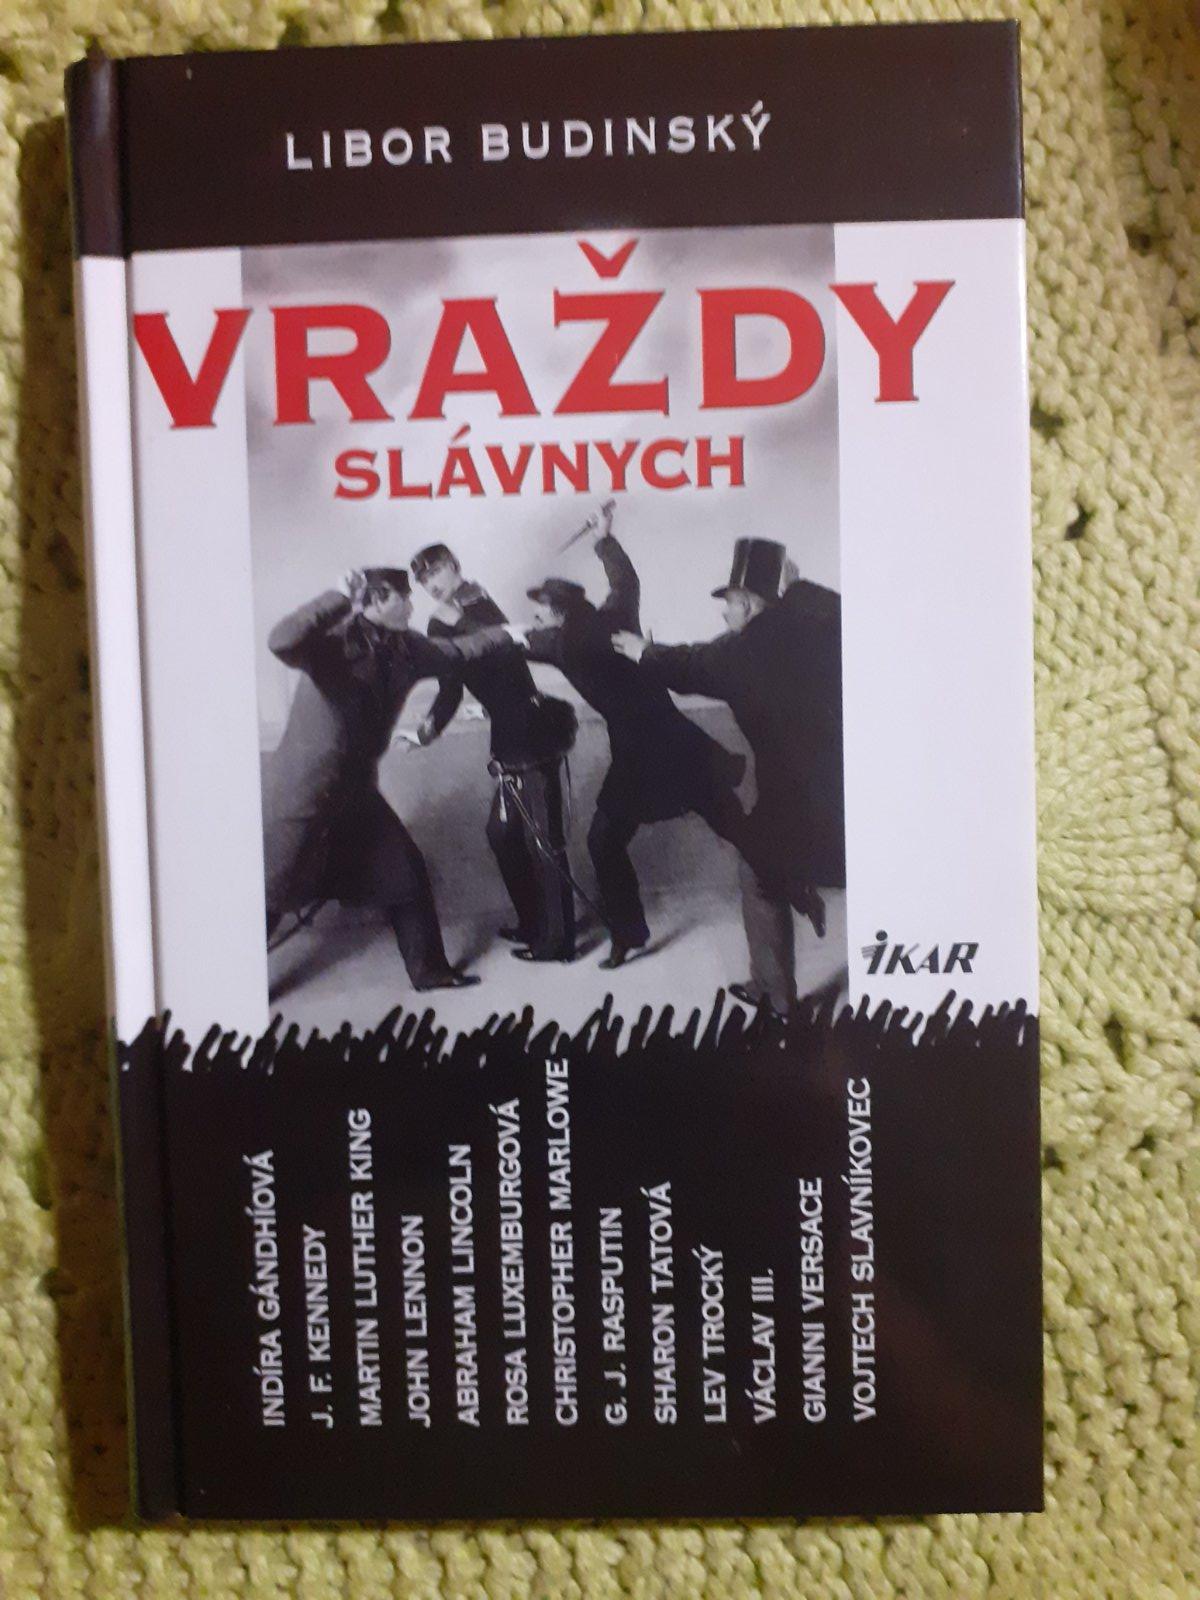 LIBOR BUDINSKÝ
VRAŽDY
SLÁVNYCH
IKAR
INDÍRA GÁNDHÍOVÁ
J. F. KENNEDY
MARTIN LUTHER KING
JOHN LENNON
ABRAHAM LINCOLN
ROSA LUXEMBURGOVÁ
CHRISTOPHER MARLOWE
G. J. RASPUTIN
SHARON TATOVÁ
LEV TROCKÝ
VÁCLAV III.
GIANNI VERSACE
VOJTECH SLAVNÍKOVEC